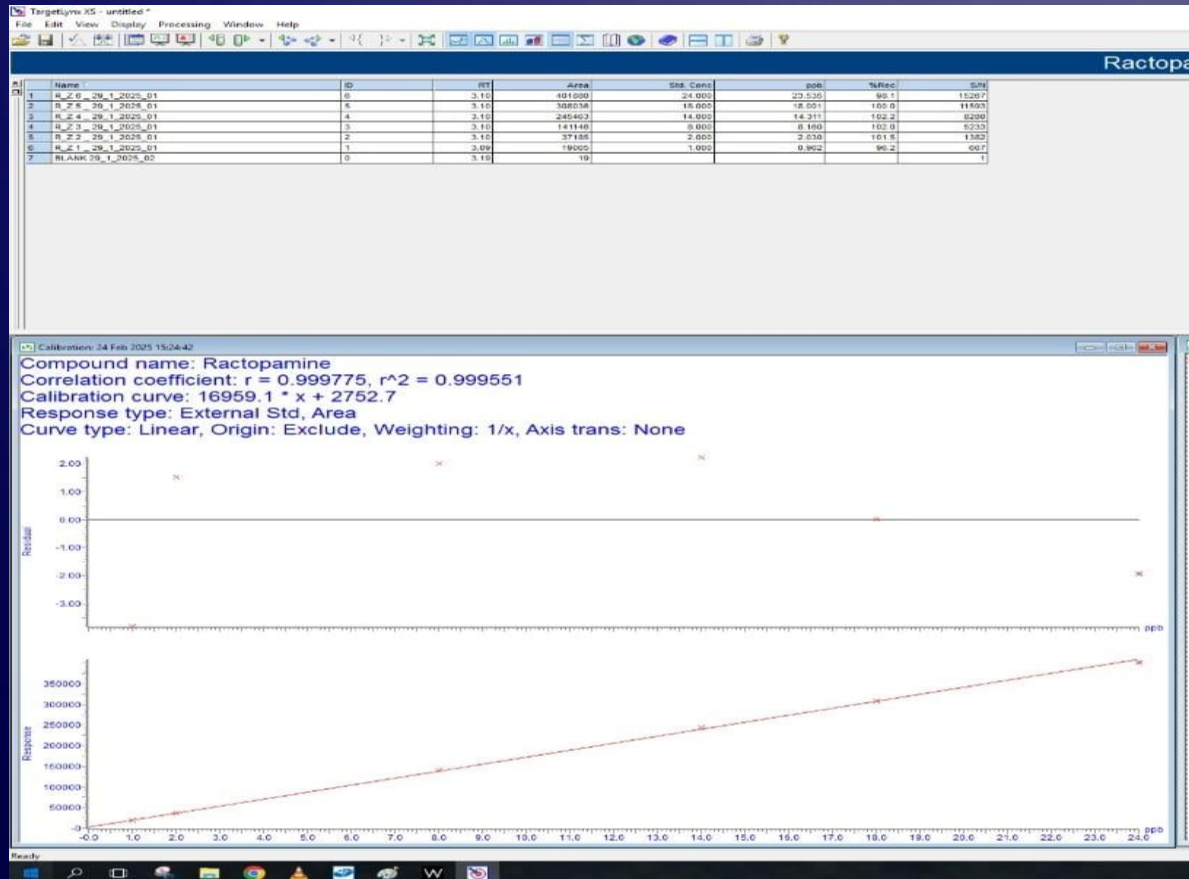 TargetLynx XS - untitled *
File Edit View Display Processing Window Help
Ractopa
Name ID RT Area Std. Conc ppb %Rec S/N
1 R_Z 6 _ 29_1_2025_01 6 3.10 401880 24.000 23.535 98.1 15267
2 R_Z 5 _ 29_1_2025_01 5 3.10 308038 18.000 18.001 100.0 11593
3 R_Z 4 _ 29_1_2025_01 4 3.10 245463 14.000 14.311 102.2 8280
4 R_Z 3 _ 29_1_2025_01 3 3.10 141146 8.000 8.160 102.0 5233
5 R_Z 2 _ 29_1_2025_01 2 3.10 37185 2.000 2.030 101.5 1382
6 R_Z 1 _ 29_1_2025_01 1 3.09 19065 1.000 0.962 96.2 667
7 BLANK 29_1_2025_02 0 3.19 19 1
Calibration: 24 Feb 2025 15:24:42
Compound name: Ractopamine
Correlation coefficient: r = 0.999775, r^2 = 0.999551
Calibration curve: 16959.1 * x + 2752.7
Response type: External Std, Area
Curve type: Linear, Origin: Exclude, Weighting: 1/x, Axis trans: None
2.00
1.00
0.00
-1.00
-2.00
-3.00
Residual
ppb
350000
300000
250000
200000
150000
100000
50000
-0
Response
-0.0 1.0 2.0 3.0 4.0 5.0 6.0 7.0 8.0 9.0 10.0 11.0 12.0 13.0 14.0 15.0 16.0 17.0 18.0 19.0 20.0 21.0 22.0 23.0 24.0 ppb
Ready
W